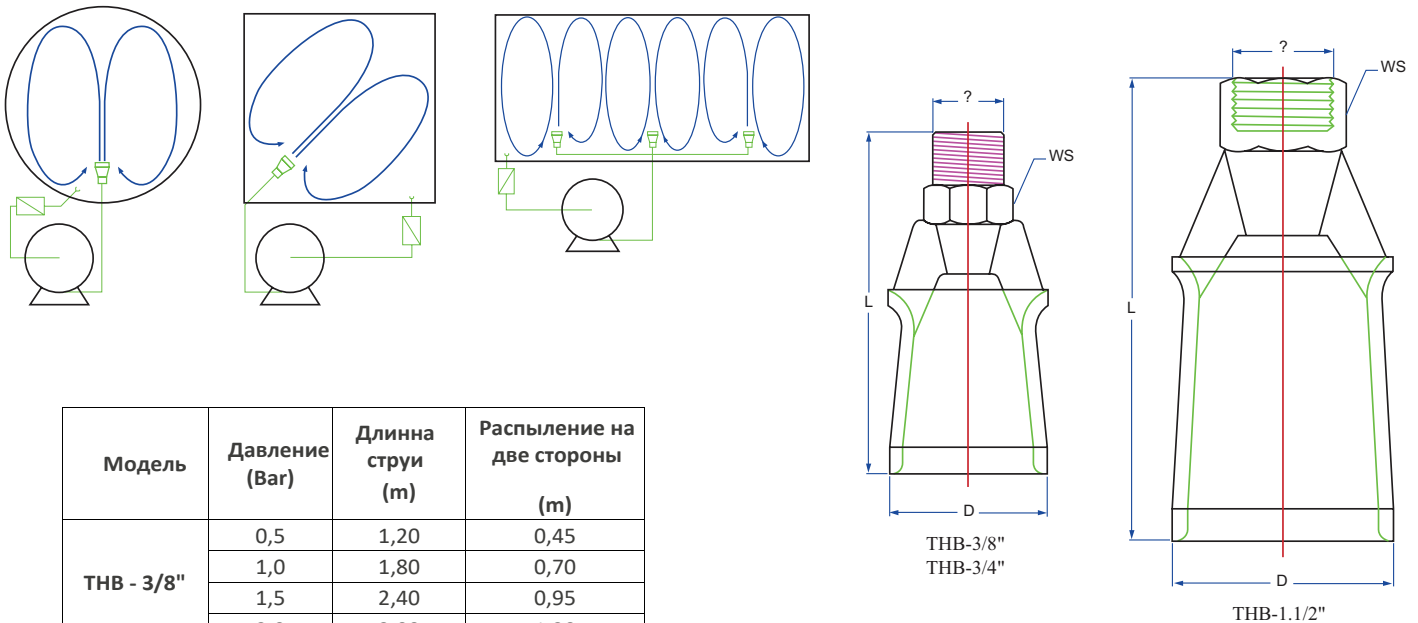 ?
WS
L
D
THB-3/8"
THB-3/4"
?
WS
L
D
THB-1.1/2"
Модель
Давление
(Bar)
Длинна
струи
(m)
Распыление на
две стороны
(m)
ТНВ - 3/8"
0,5 1,20 0,45
1,0 1,80 0,70
1,5 2,40 0,95